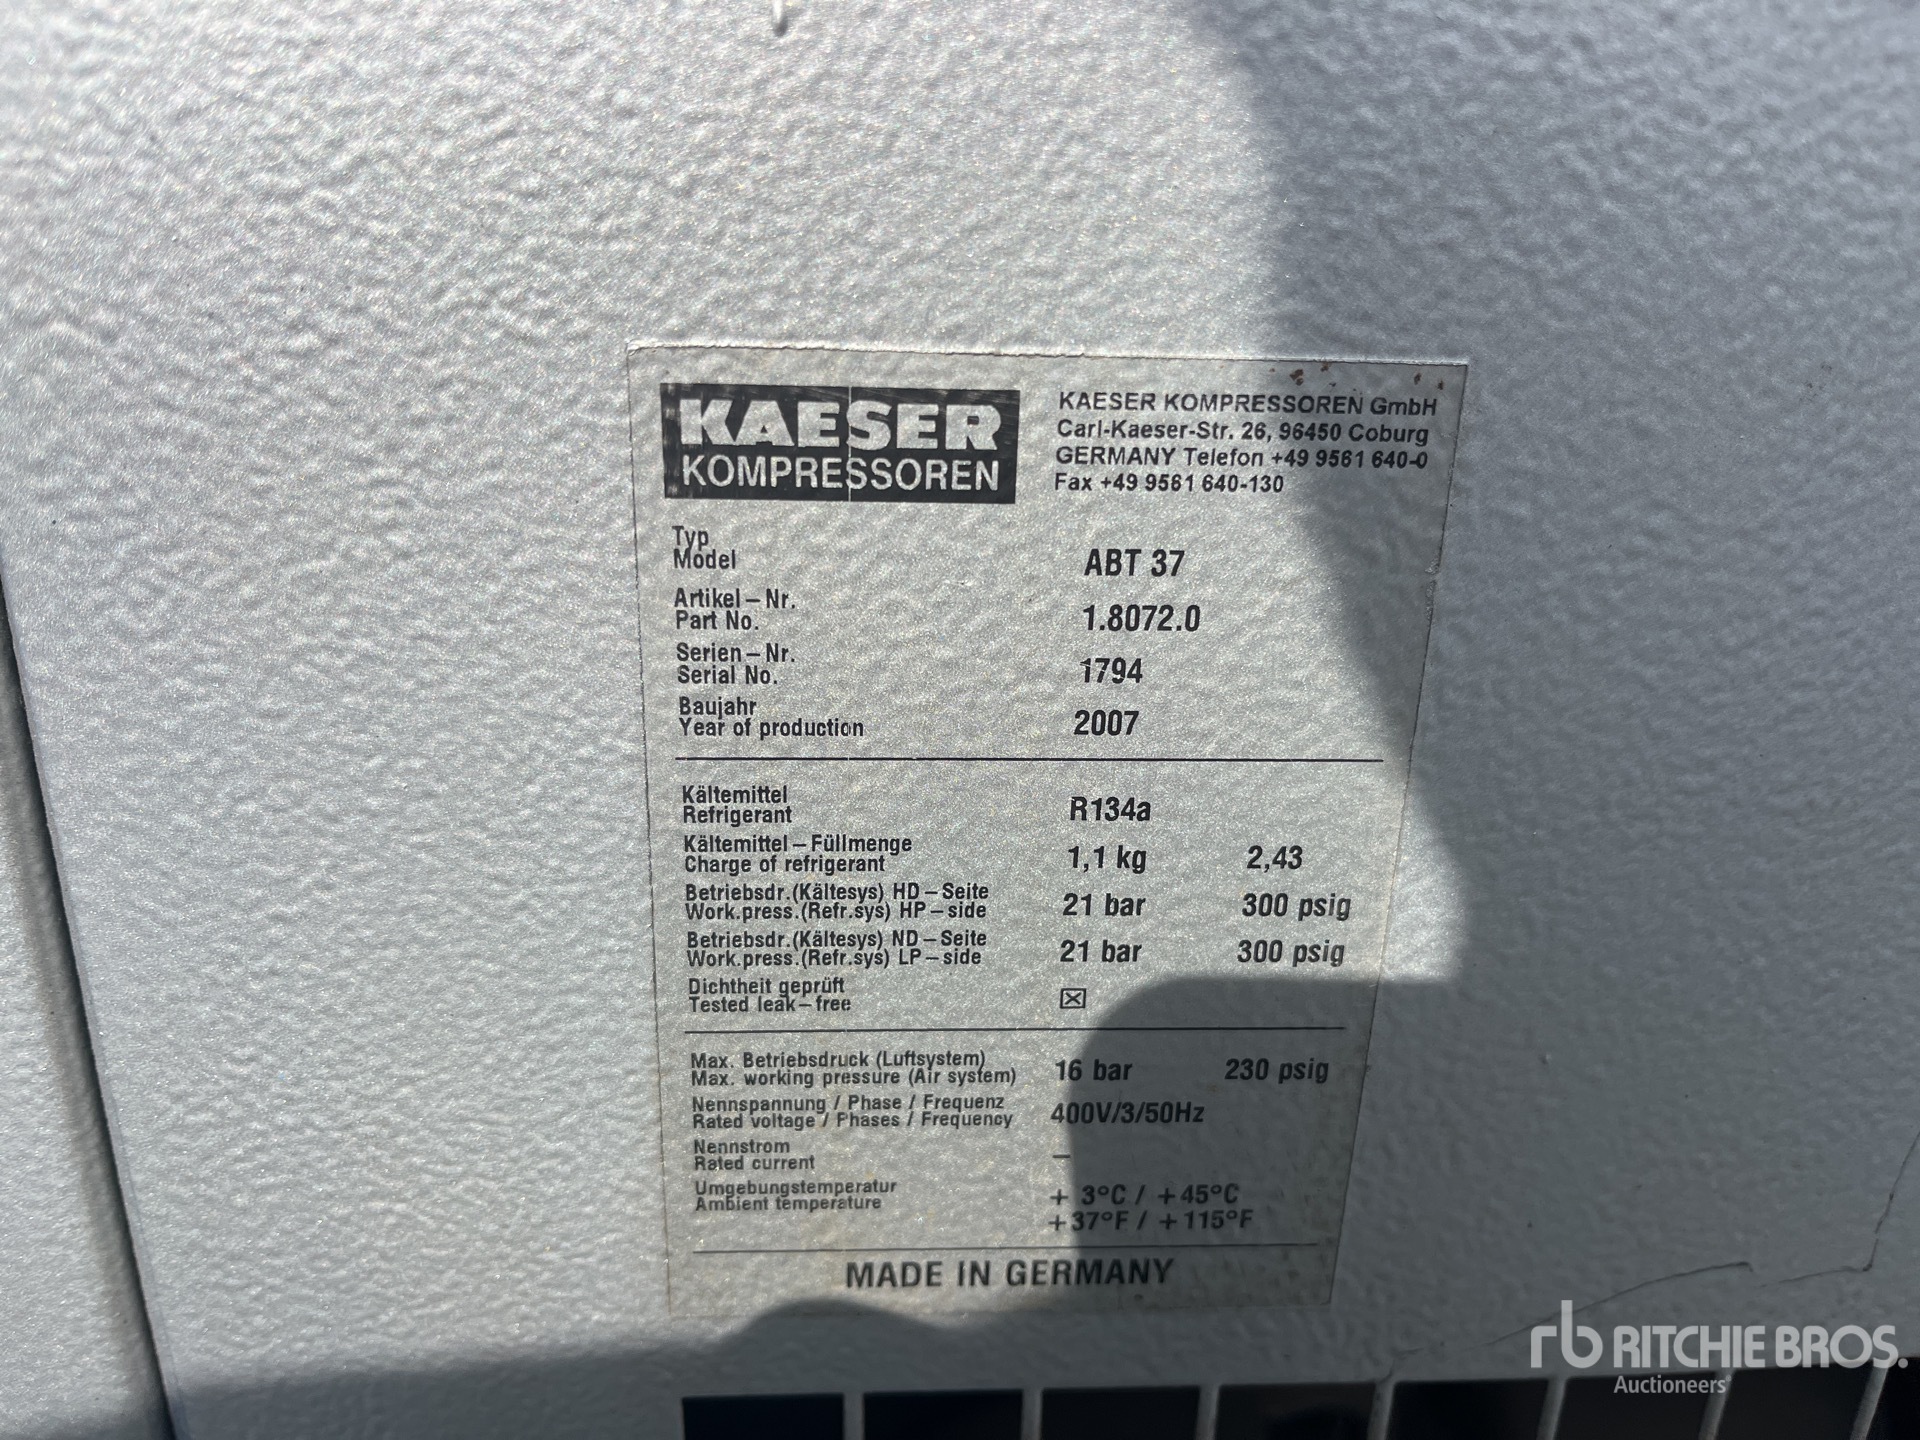 KAESER
KOMPRESSOREN
KAESER KOMPRESSOREN GmbH
Carl-Kaeser-Str. 26, 96450 Coburg
GERMANY Telefon +49 9561 640-0
Fax +49 9561 640-130
Typ
Model ABT 37
Artikel–Nr.
Part No. 1.8072.0
Serien–Nr.
Serial No. 1794
Baujahr
Year of production 2007
Kältemittel
Refrigerant R134a
Kältemittel–Füllmenge
Charge of refrigerant 1,1 kg 2,43
Betriebsdr.(Kältesys) HD–Seite
Work.press.(Refr.sys) HP–side 21 bar 300 psig
Betriebsdr.(Kältesys) ND–Seite
Work.press.(Refr.sys) LP–side 21 bar 300 psig
Dichtheit geprüft
Tested leak–free ☒
Max. Betriebsdruck (Luftsystem)
Max. working pressure (Air system) 16 bar 230 psig
Nennspannung / Phase / Frequenz
Rated voltage / Phases / Frequency 400V/3/50Hz
Nennstrom
Rated current –
Umgebungstemperatur
Ambient temperature + 3°C / +45°C
+37°F / +115°F
MADE IN GERMANY
rb RITCHIE BROS.
Auctioneers